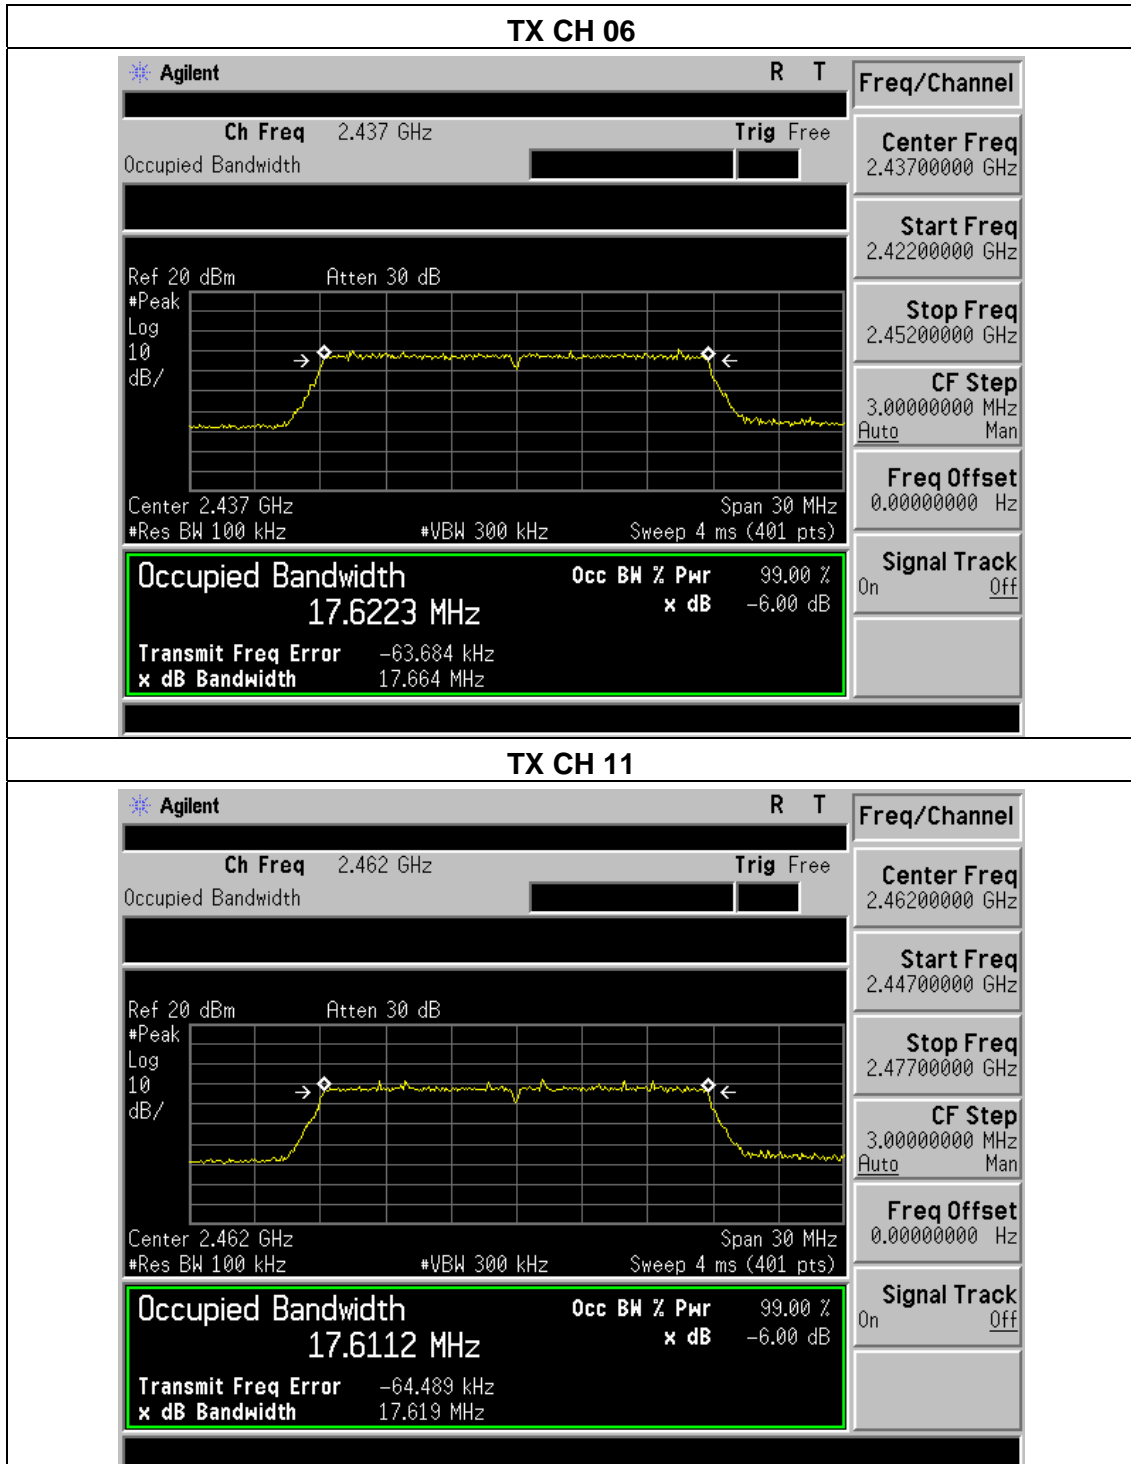 TX CH 06
Agilent R T
Freq/Channel
Ch Freq 2.437 GHz Trig Free
Occupied Bandwidth
Center Freq
2.43700000 GHz
Start Freq
2.42200000 GHz
Stop Freq
2.45200000 GHz
CF Step
3.00000000 MHz
Auto Man
Freq Offset
0.00000000 Hz
Signal Track
On Off
Ref 20 dBm Atten 30 dB
#Peak
Log
10
dB/
Center 2.437 GHz Span 30 MHz
#Res BW 100 kHz #VBW 300 kHz Sweep 4 ms (401 pts)
Occupied Bandwidth Occ BW % Pwr 99.00 %
17.6223 MHz x dB -6.00 dB
Transmit Freq Error -63.684 kHz
x dB Bandwidth 17.664 MHz
TX CH 11
Agilent R T
Freq/Channel
Ch Freq 2.462 GHz Trig Free
Occupied Bandwidth
Center Freq
2.46200000 GHz
Start Freq
2.44700000 GHz
Stop Freq
2.47700000 GHz
CF Step
3.00000000 MHz
Auto Man
Freq Offset
0.00000000 Hz
Signal Track
On Off
Ref 20 dBm Atten 30 dB
#Peak
Log
10
dB/
Center 2.462 GHz Span 30 MHz
#Res BW 100 kHz #VBW 300 kHz Sweep 4 ms (401 pts)
Occupied Bandwidth Occ BW % Pwr 99.00 %
17.6112 MHz x dB -6.00 dB
Transmit Freq Error -64.489 kHz
x dB Bandwidth 17.619 MHz